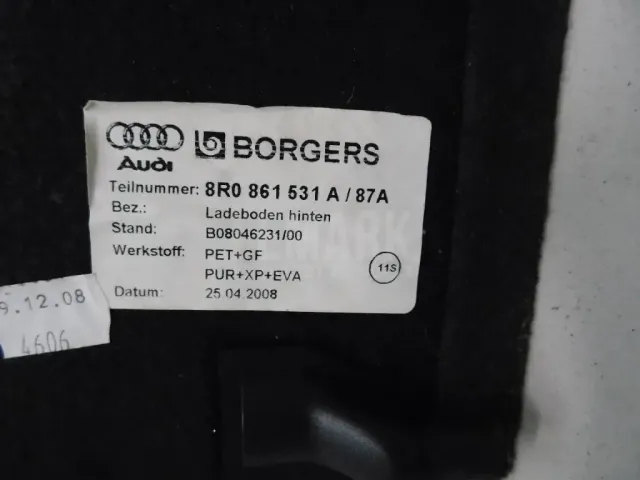 Audi BORGERS
Teilnummer: 8R0 861 531 A / 87A
Bez.: Ladeboden hinten
Stand: B08046231/00
Werkstoff: PET+GF
PUR+XP+EVA
11S
Datum: 25.04.2008
9.12.08
4606